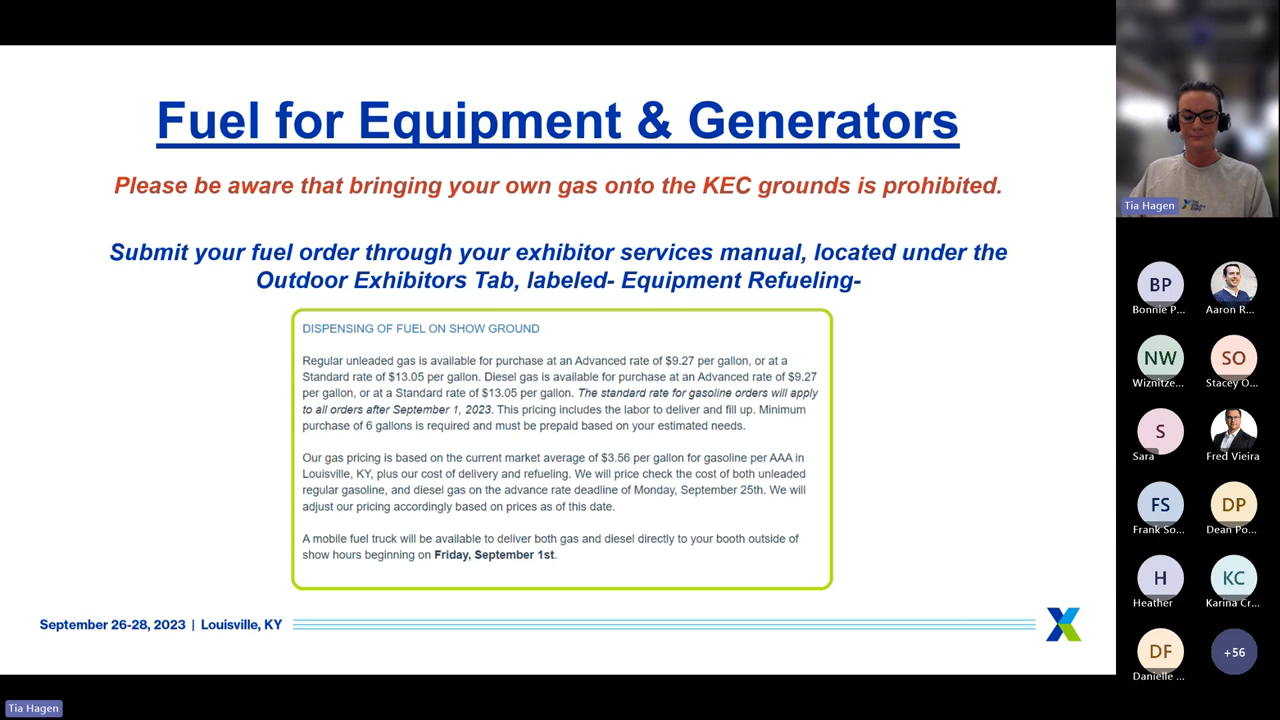 Fuel for Equipment & Generators
Please be aware that bringing your own gas onto the KEC grounds is prohibited.
Submit your fuel order through your exhibitor services manual, located under the
Outdoor Exhibitors Tab, labeled- Equipment Refueling-
DISPENSING OF FUEL ON SHOW GROUND
Regular unleaded gas is available for purchase at an Advanced rate of $9.27 per gallon, or at a
Standard rate of $13.05 per gallon. Diesel gas is available for purchase at an Advanced rate of $9.27
per gallon, or at a Standard rate of $13.05 per gallon. The standard rate for gasoline orders will apply
to all orders after September 1, 2023. This pricing includes the labor to deliver and fill up. Minimum
purchase of 6 gallons is required and must be prepaid based on your estimated needs.
Our gas pricing is based on the current market average of $3.56 per gallon for gasoline per AAA in
Louisville, KY, plus our cost of delivery and refueling. We will price check the cost of both unleaded
regular gasoline, and diesel gas on the advance rate deadline of Monday, September 25th. We will
adjust our pricing accordingly based on prices as of this date.
A mobile fuel truck will be available to deliver both gas and diesel directly to your booth outside of
show hours beginning on Friday, September 1st.
September 26-28, 2023 | Louisville, KY
Tia Hagen
Tia Hagen
BP
Bonnie P...
Aaron R...
NW
Wiznitze...
SO
Stacey O...
S
Sara
Fred Vieira
FS
Frank So...
DP
Dean Po...
H
Heather
KC
Karina Cr...
DF
Danielle ...
+56